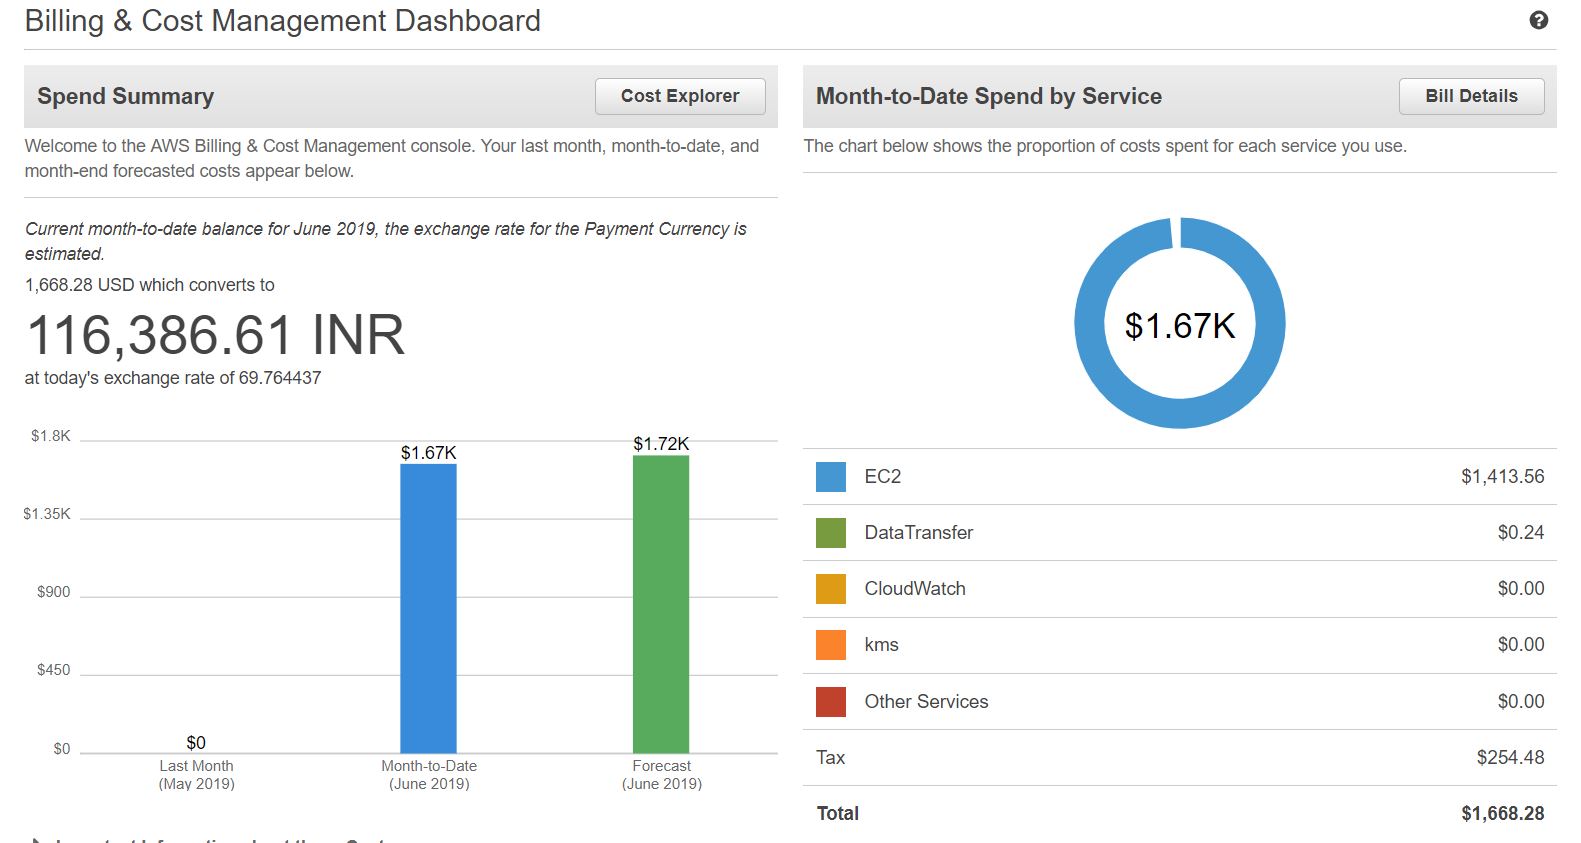 Billing & Cost Management Dashboard
Spend Summary
Cost Explorer
Welcome to the AWS Billing & Cost Management console. Your last month, month-to-date, and
month-end forecasted costs appear below.
Current month-to-date balance for June 2019, the exchange rate for the Payment Currency is
estimated.
1,668.28 USD which converts to
116,386.61 INR
at today's exchange rate of 69.764437
$1.8K
$1.35K
$900
$450
$0
$0
$1.67K
$1.72K
Last Month
(May 2019)
Month-to-Date
(June 2019)
Forecast
(June 2019)
Month-to-Date Spend by Service
Bill Details
The chart below shows the proportion of costs spent for each service you use.
$1.67K
EC2 $1,413.56
DataTransfer $0.24
CloudWatch $0.00
kms $0.00
Other Services $0.00
Tax $254.48
Total $1,668.28